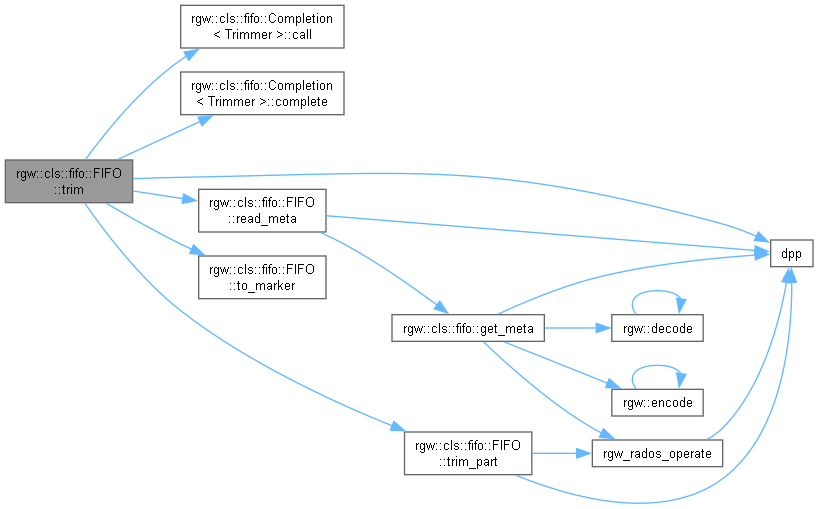 rgw::cls::fifo::Completion
< Trimmer >::call
rgw::cls::fifo::Completion
< Trimmer >::complete
rgw::cls::fifo::FIFO
::trim
rgw::cls::fifo::FIFO
::read_meta
rgw::cls::fifo::FIFO
::to_marker
dpp
rgw::cls::fifo::get_meta
rgw::decode
rgw::encode
rgw::cls::fifo::FIFO
::trim_part
rgw_rados_operate